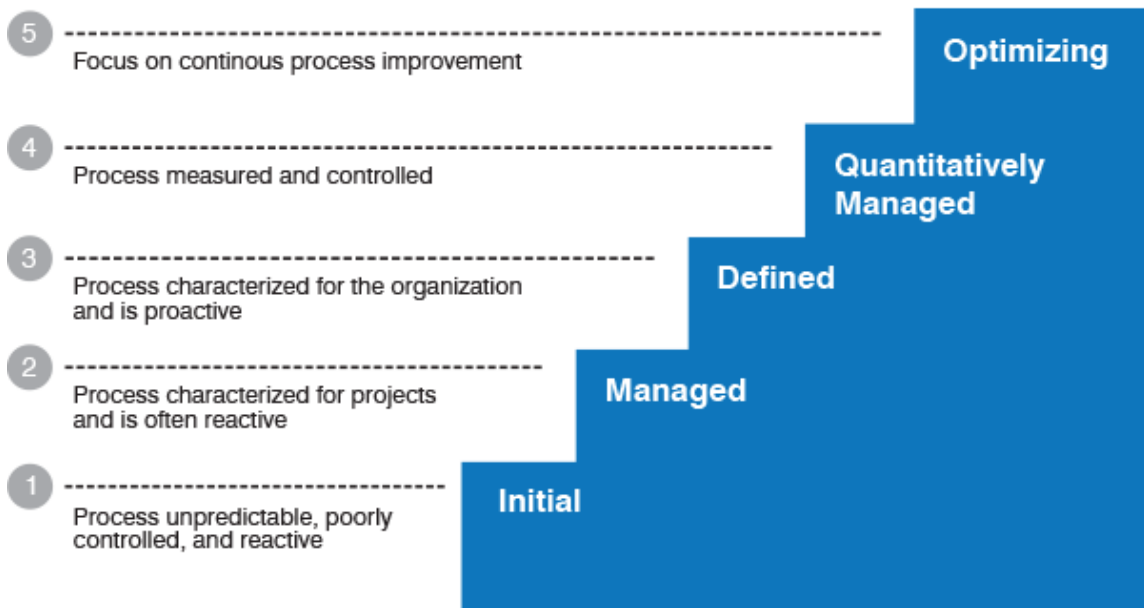 5
Optimizing
Focus on continous process improvement
4
Quantitatively
Managed
Process measured and controlled
3
Defined
Process characterized for the organization
and is proactive
2
Managed
Process characterized for projects
and is often reactive
1
Initial
Process unpredictable, poorly
controlled, and reactive